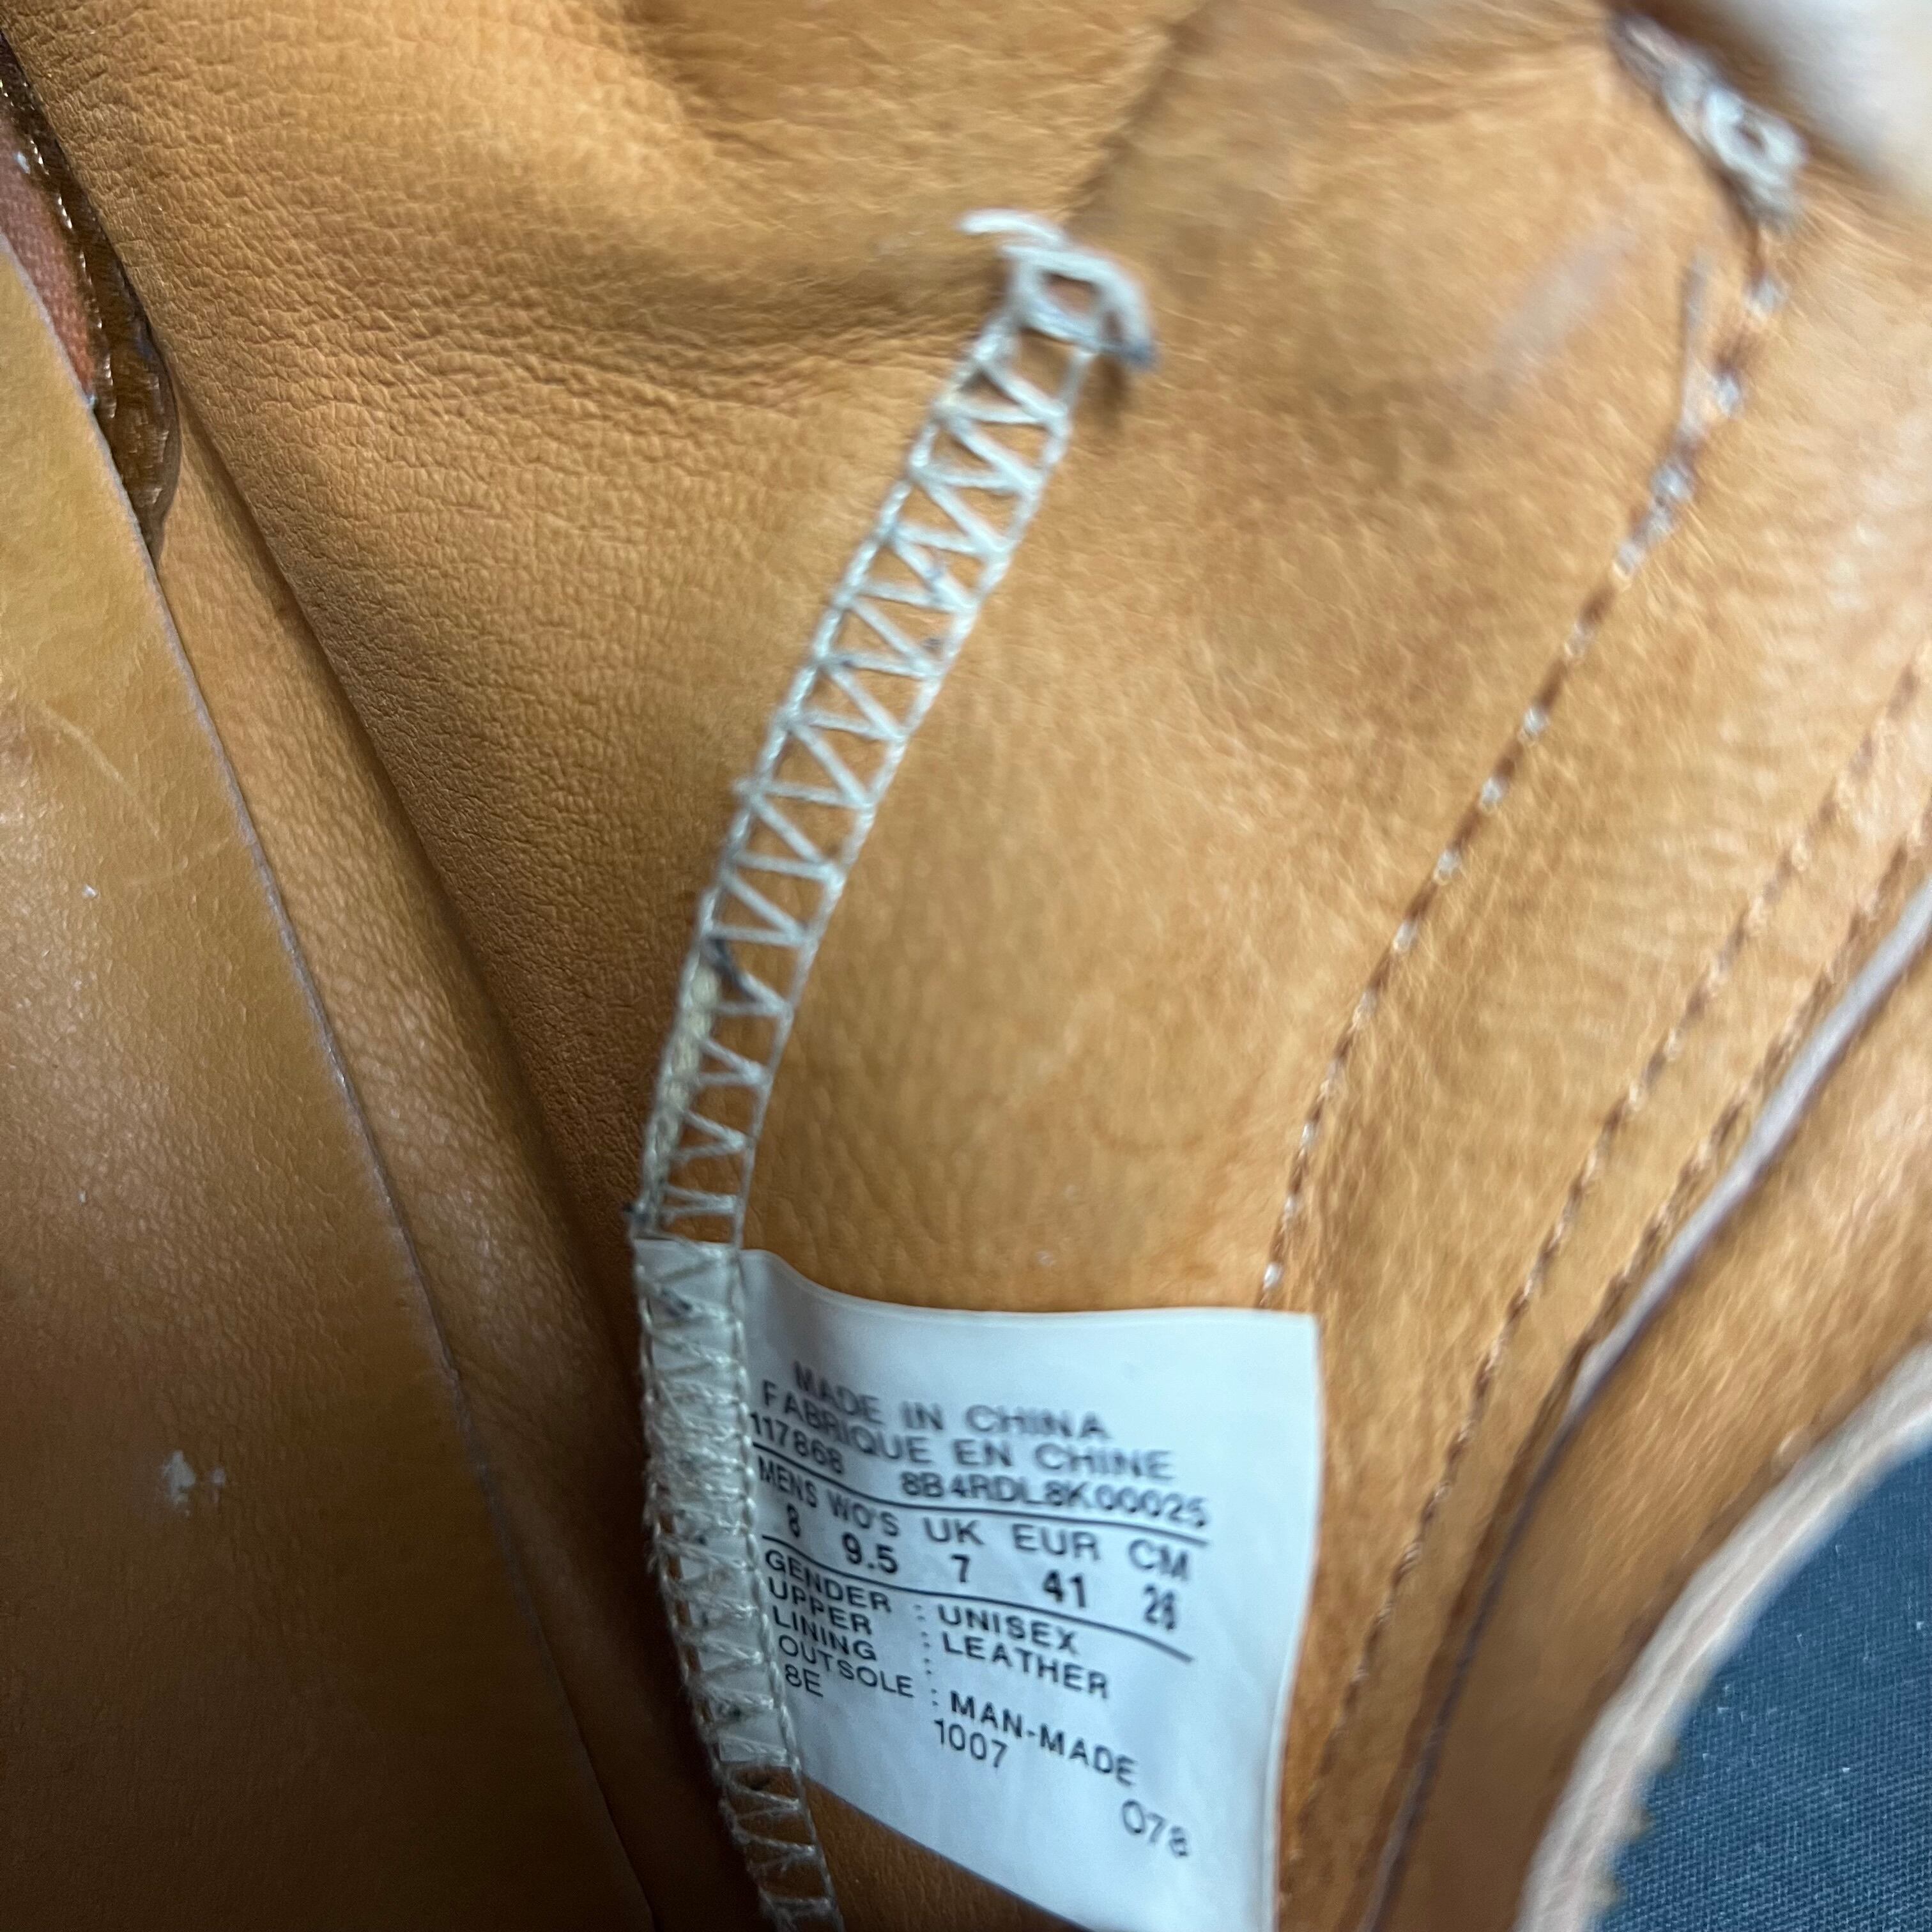 MADE IN CHINA
FABRIQUE EN CHINE
117868 8B4RDL8K00025
MENS WO'S UK EUR CM
8 9.5 7 41 26
GENDER : UNISEX
UPPER : LEATHER
LINING :
OUTSOLE : MAN-MADE
8E 1007
078